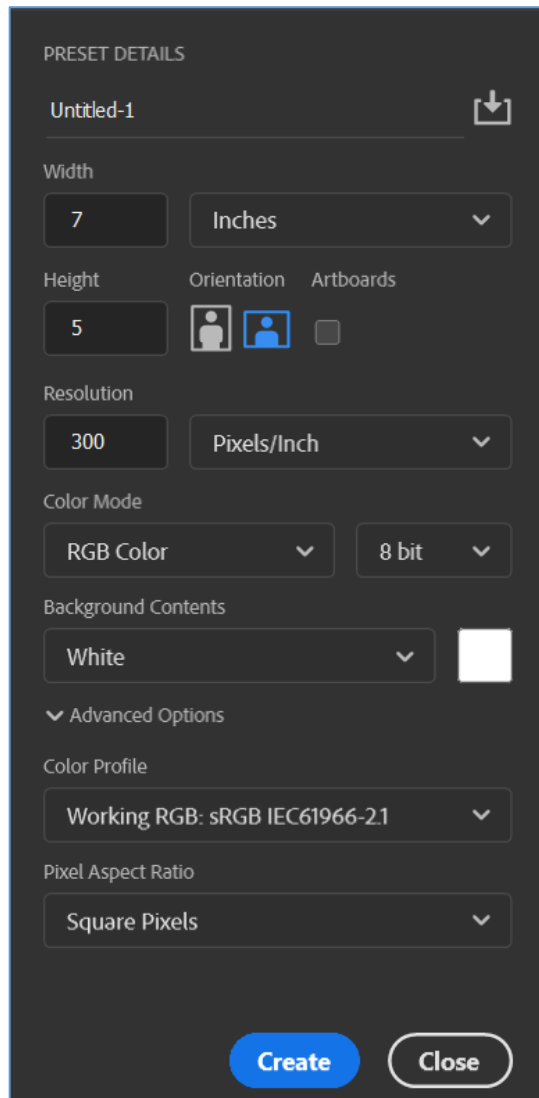 PRESET DETAILS
Untitled-1
Width
7 Inches
Height Orientation Artboards
5
Resolution
300 Pixels/Inch
Color Mode
RGB Color 8 bit
Background Contents
White
Advanced Options
Color Profile
Working RGB: sRGB IEC61966-2.1
Pixel Aspect Ratio
Square Pixels
Create Close